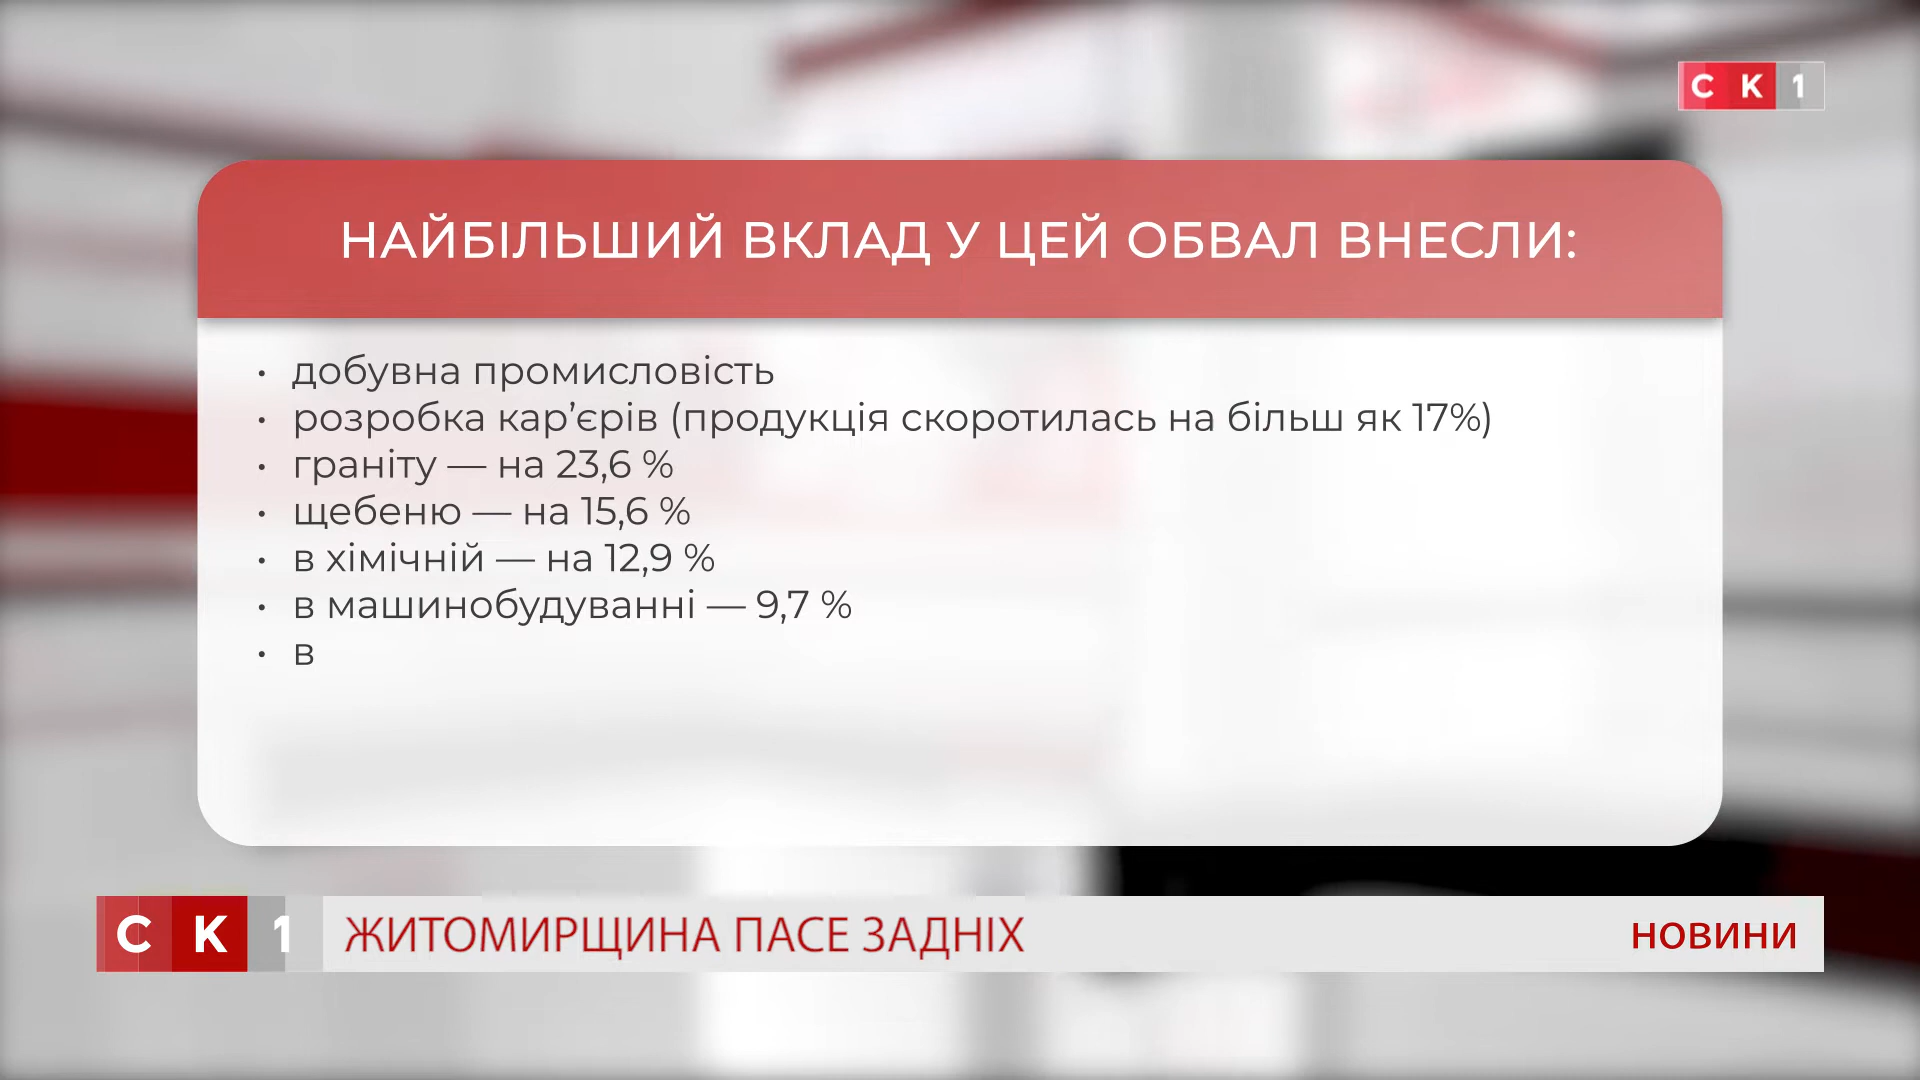 СК1
НАЙБІЛЬШИЙ ВКЛАД У ЦЕЙ ОБВАЛ ВНЕСЛИ:
• добувна промисловість
• розробка кар’єрів (продукція скоротилась на більш як 17%)
• граніту — на 23,6 %
• щебеню — на 15,6 %
• в хімічній — на 12,9 %
• в машинобудуванні — 9,7 %
• в
СК1 ЖИТОМИРЩИНА ПАСЕ ЗАДНІХ НОВИНИ